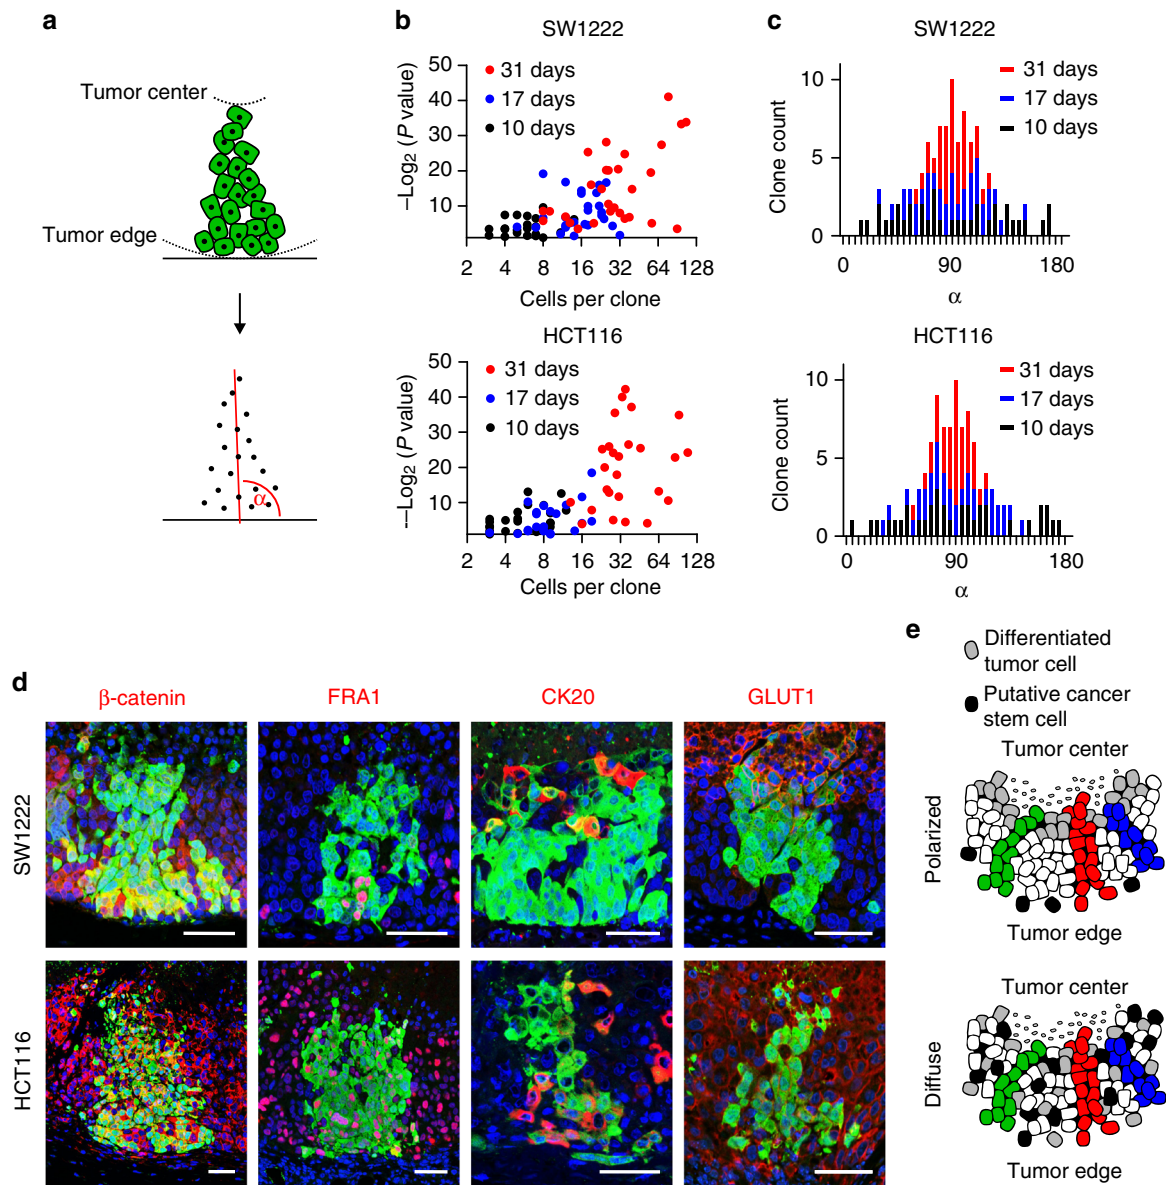 a
Tumor center
Tumor edge
α
b
SW1222
50
40
30
20
10
–Log2 (P value)
31 days
17 days
10 days
2 4 8 16 32 64 128
Cells per clone
HCT116
50
40
30
20
10
–-Log2 (P value)
31 days
17 days
10 days
2 4 8 16 32 64 128
Cells per clone
c
SW1222
10
5
0
Clone count
31 days
17 days
10 days
0 90 180
α
HCT116
10
5
0
Clone count
31 days
17 days
10 days
0 90 180
α
d
β-catenin FRA1 CK20 GLUT1
SW1222
HCT116
e
Differentiated
tumor cell
Putative cancer
stem cell
Tumor center
Polarized
Tumor edge
Tumor center
Diffuse
Tumor edge